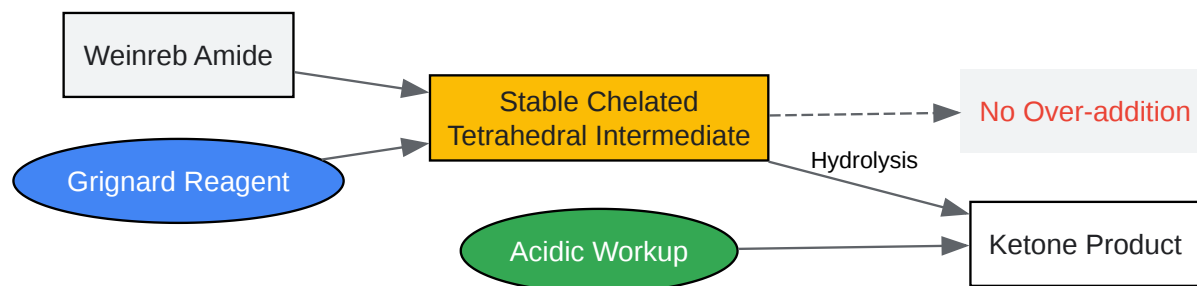 Weinreb Amide
Grignard Reagent
Stable Chelated
Tetrahedral Intermediate
No Over-addition
Hydrolysis
Acidic Workup
Ketone Product